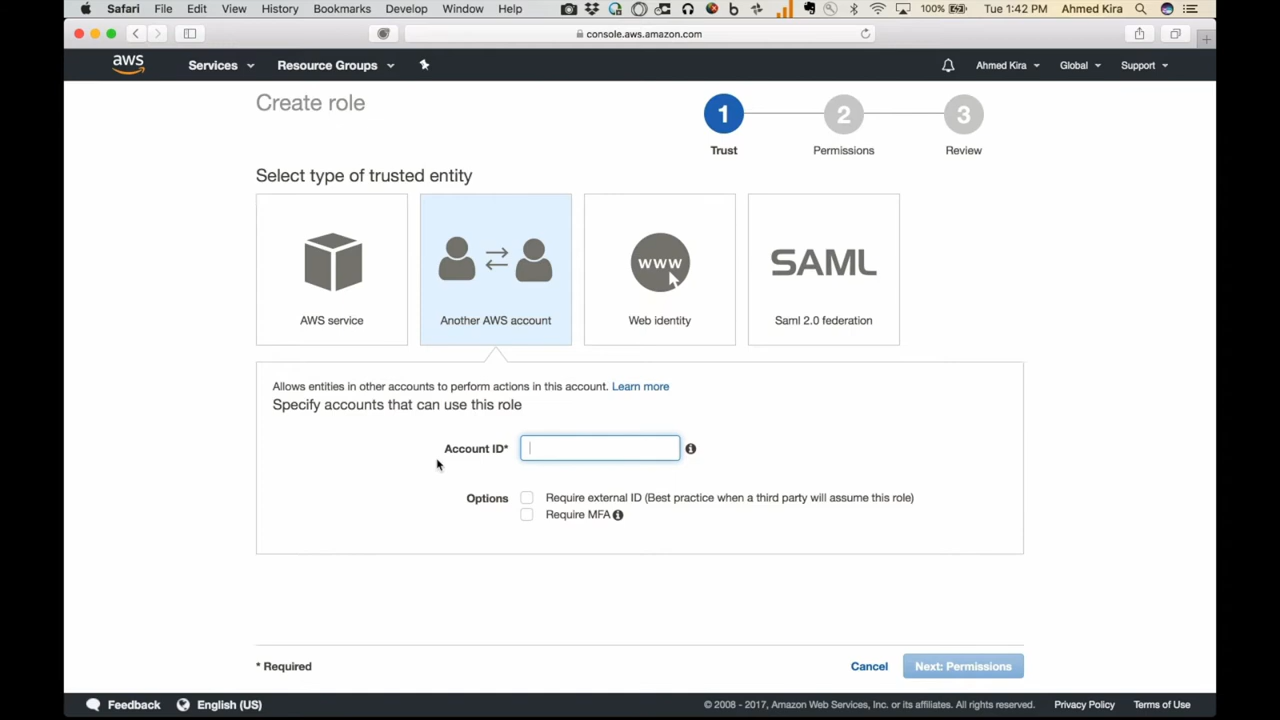 Safari File Edit View History Bookmarks Develop Window Help 100% Tue 1:42 PM Ahmed Kira
console.aws.amazon.com
aws Services Resource Groups Ahmed Kira Global Support
Create role
1 2 3
Trust Permissions Review
Select type of trusted entity
www
SAML
AWS service Another AWS account Web identity Saml 2.0 federation
Allows entities in other accounts to perform actions in this account. Learn more
Specify accounts that can use this role
Account ID*
Options Require external ID (Best practice when a third party will assume this role)
Require MFA
* Required Cancel Next: Permissions
Feedback English (US) © 2008 - 2017, Amazon Web Services, Inc. or its affiliates. All rights reserved. Privacy Policy Terms of Use